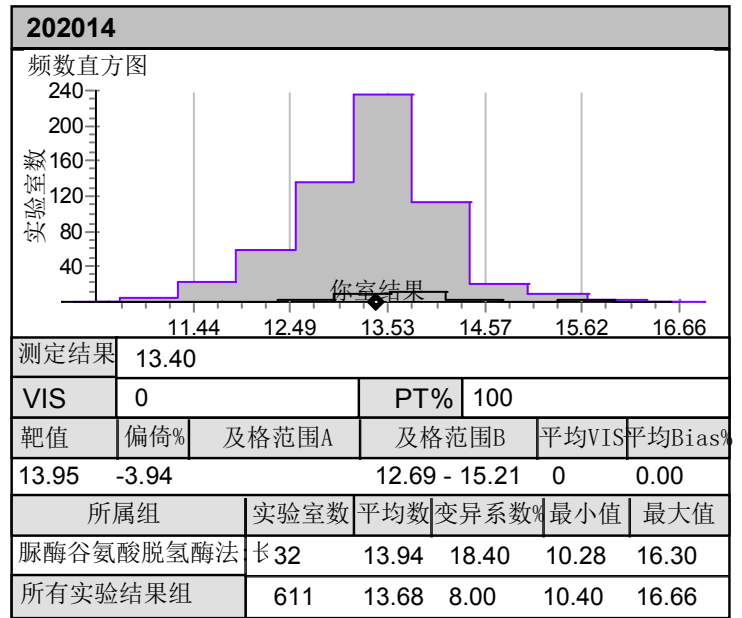 202014
频数直方图
240
200
160
120
80
40
实验室数
你室结果
11.44 12.49 13.53 14.57 15.62 16.66
测定结果 13.40
VIS 0 PT% 100
靶值 偏倚% 及格范围A 及格范围B 平均VIS 平均Bias%
13.95 -3.94 12.69 - 15.21 0 0.00
所属组 实验室数 平均数 变异系数% 最小值 最大值
脲酶谷氨酸脱氢酶法:长 32 13.94 18.40 10.28 16.30
所有实验结果组 611 13.68 8.00 10.40 16.66